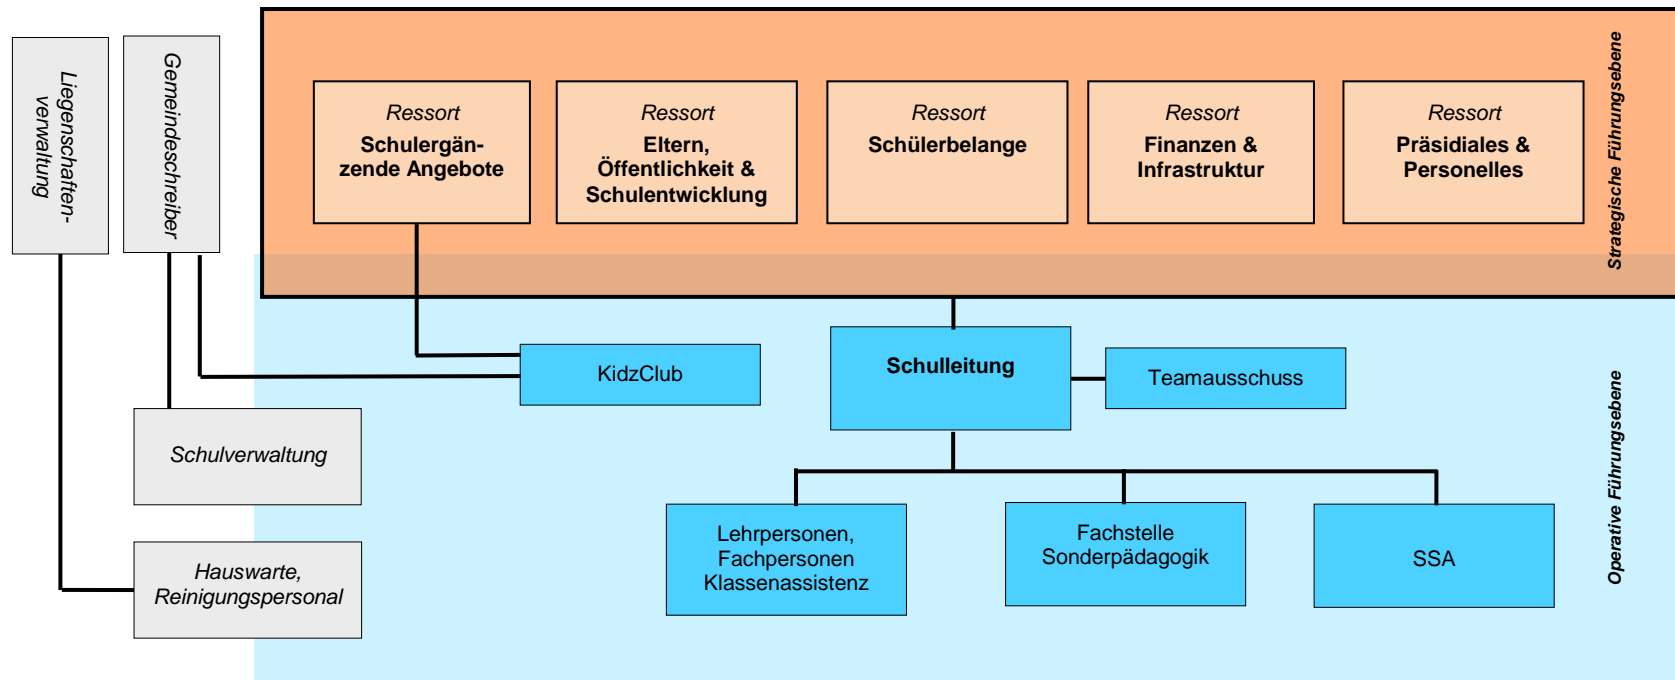 Liegenschaften-
verwaltung
Gemeindeschreiber
Ressort
Schulergän-
zende Angebote
Ressort
Eltern,
Öffentlichkeit &
Schulentwicklung
Ressort
Schülerbelange
Ressort
Finanzen &
Infrastruktur
Ressort
Präsidiales &
Personelles
Strategische Führungsebene
KidzClub
Schulleitung
Teamausschuss
Schulverwaltung
Lehrpersonen,
Fachpersonen
Klassenassistenz
Fachstelle
Sonderpädagogik
SSA
Operative Führungsebene
Hauswarte,
Reinigungspersonal